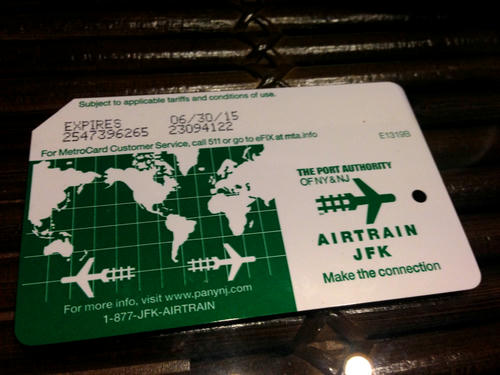 Subject to applicable tariffs and conditions of use.
EXPIRES 06/30/15
2547396265 23094122
For MetroCard Customer Service, call 511 or go to eFIX at mta.info
E1319B
THE PORT AUTHORITY
OF NY & NJ
AIRTRAIN
JFK
Make the connection
For more info, visit www.panynj.com
1-877-JFK-AIRTRAIN